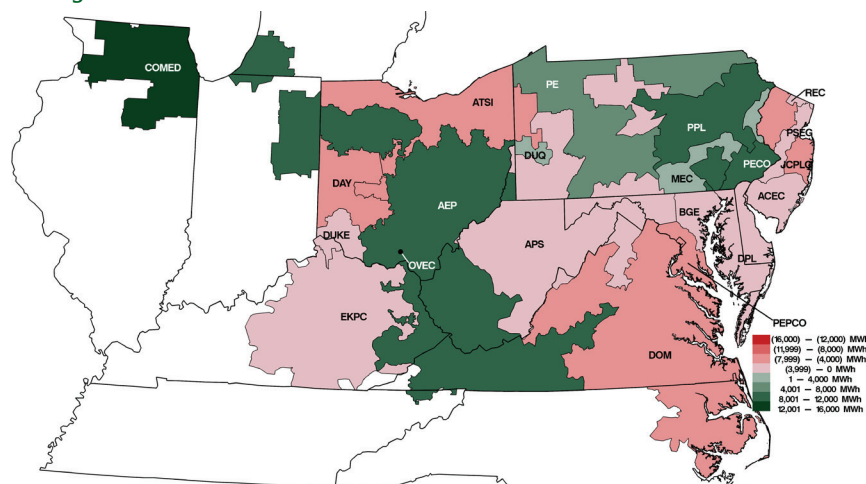 COMED
ATSI
PE
REC
PPL
PSEG
DUQ
JCPLC
PECO
MEC
DAY
ACEC
AEP
BGE
DUKE
APS
DPL
OVEC
EKPC
PEPCO
DOM
(16,000) – (12,000) MWh
(11,999) – (8,000) MWh
(7,999) – (4,000) MWh
(3,999) – 0 MWh
1 – 4,000 MWh
4,001 – 8,000 MWh
8,001 – 12,000 MWh
12,001 – 16,000 MWh